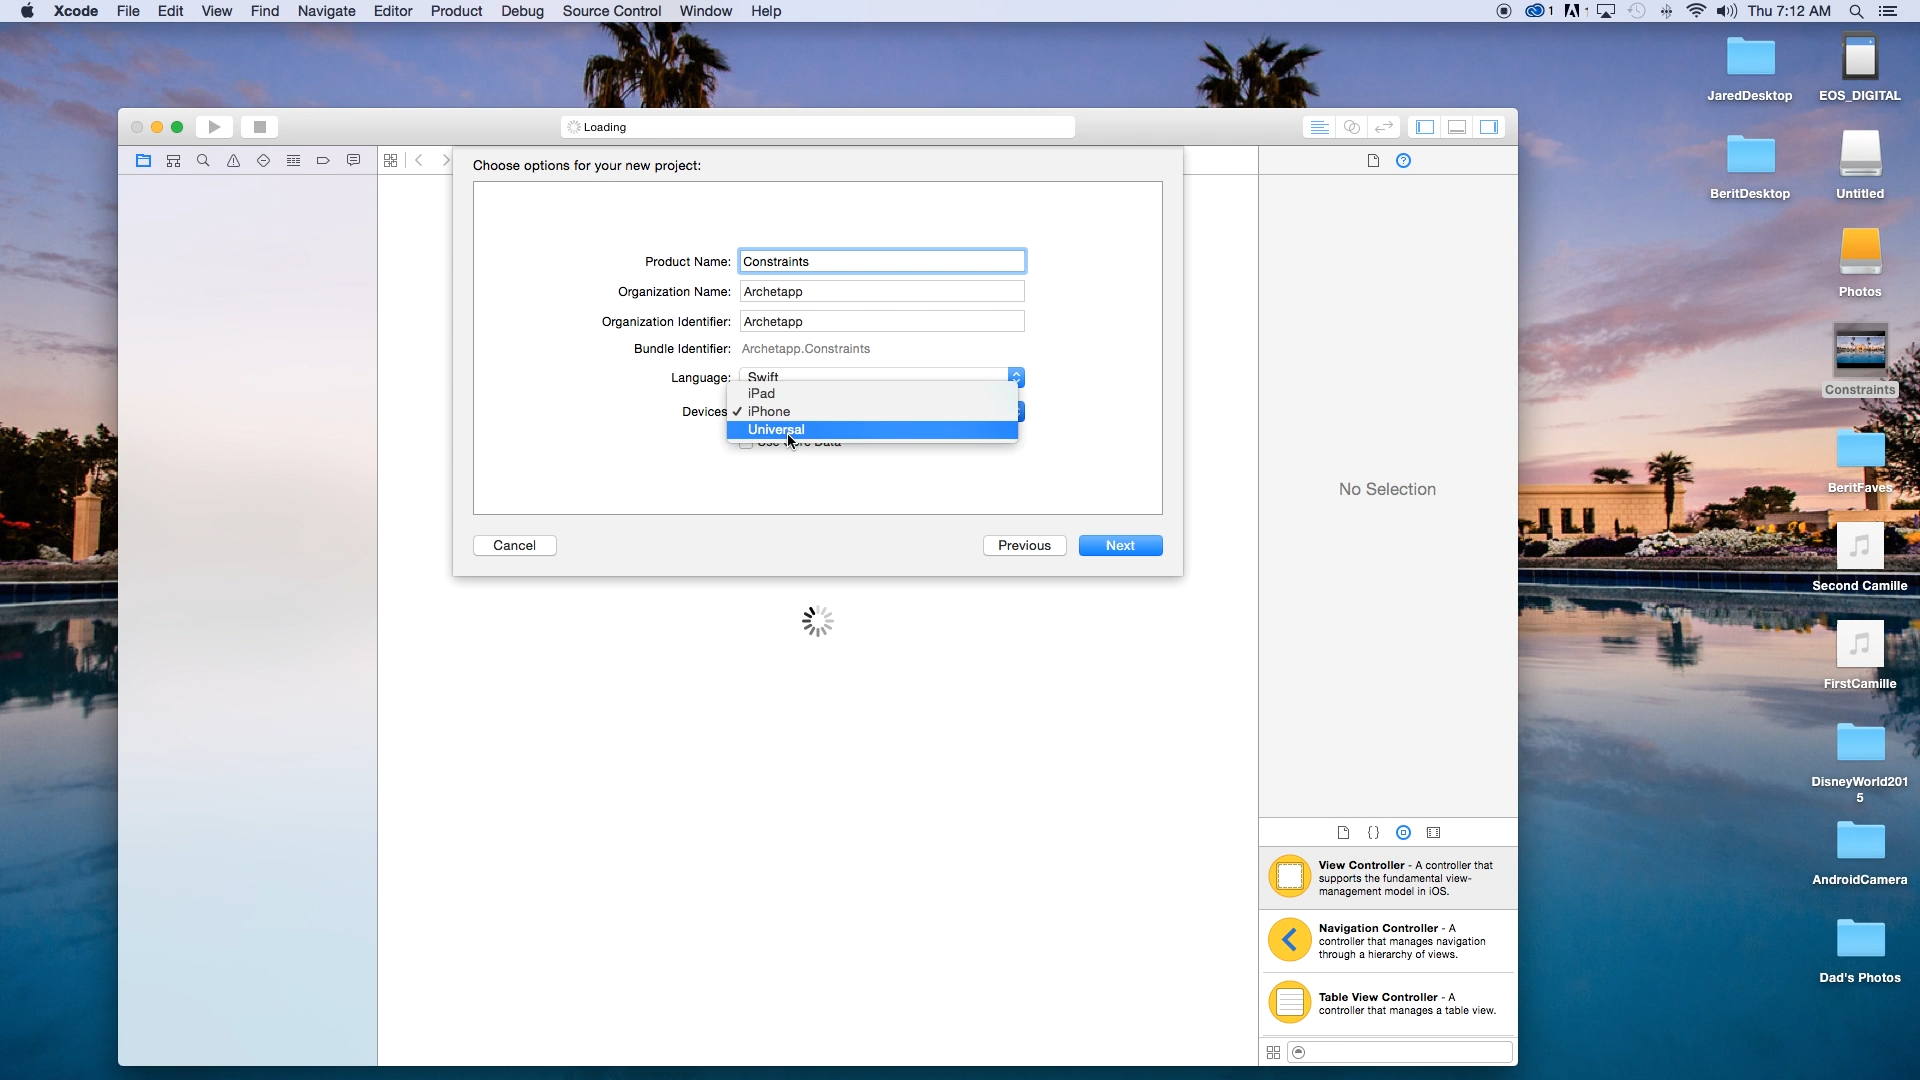 Xcode File Edit View Find Navigate Editor Product Debug Source Control Window Help
1 1 Thu 7:12 AM
JaredDesktop EOS_DIGITAL
Loading
Choose options for your new project:
BeritDesktop Untitled
Product Name: Constraints
Organization Name: Archetapp
Photos
Organization Identifier: Archetapp
Bundle Identifier: Archetapp.Constraints
Language: Swift
iPad
Constraints
Devices ✓ iPhone
Universal
Use Core Data
BeritFaves
No Selection
Cancel Previous Next
Second Camille
FirstCamille
DisneyWorld201
5
{}
View Controller - A controller that
supports the fundamental view-
management model in iOS.
AndroidCamera
Navigation Controller - A
controller that manages navigation
through a hierarchy of views.
Dad's Photos
Table View Controller - A
controller that manages a table view.